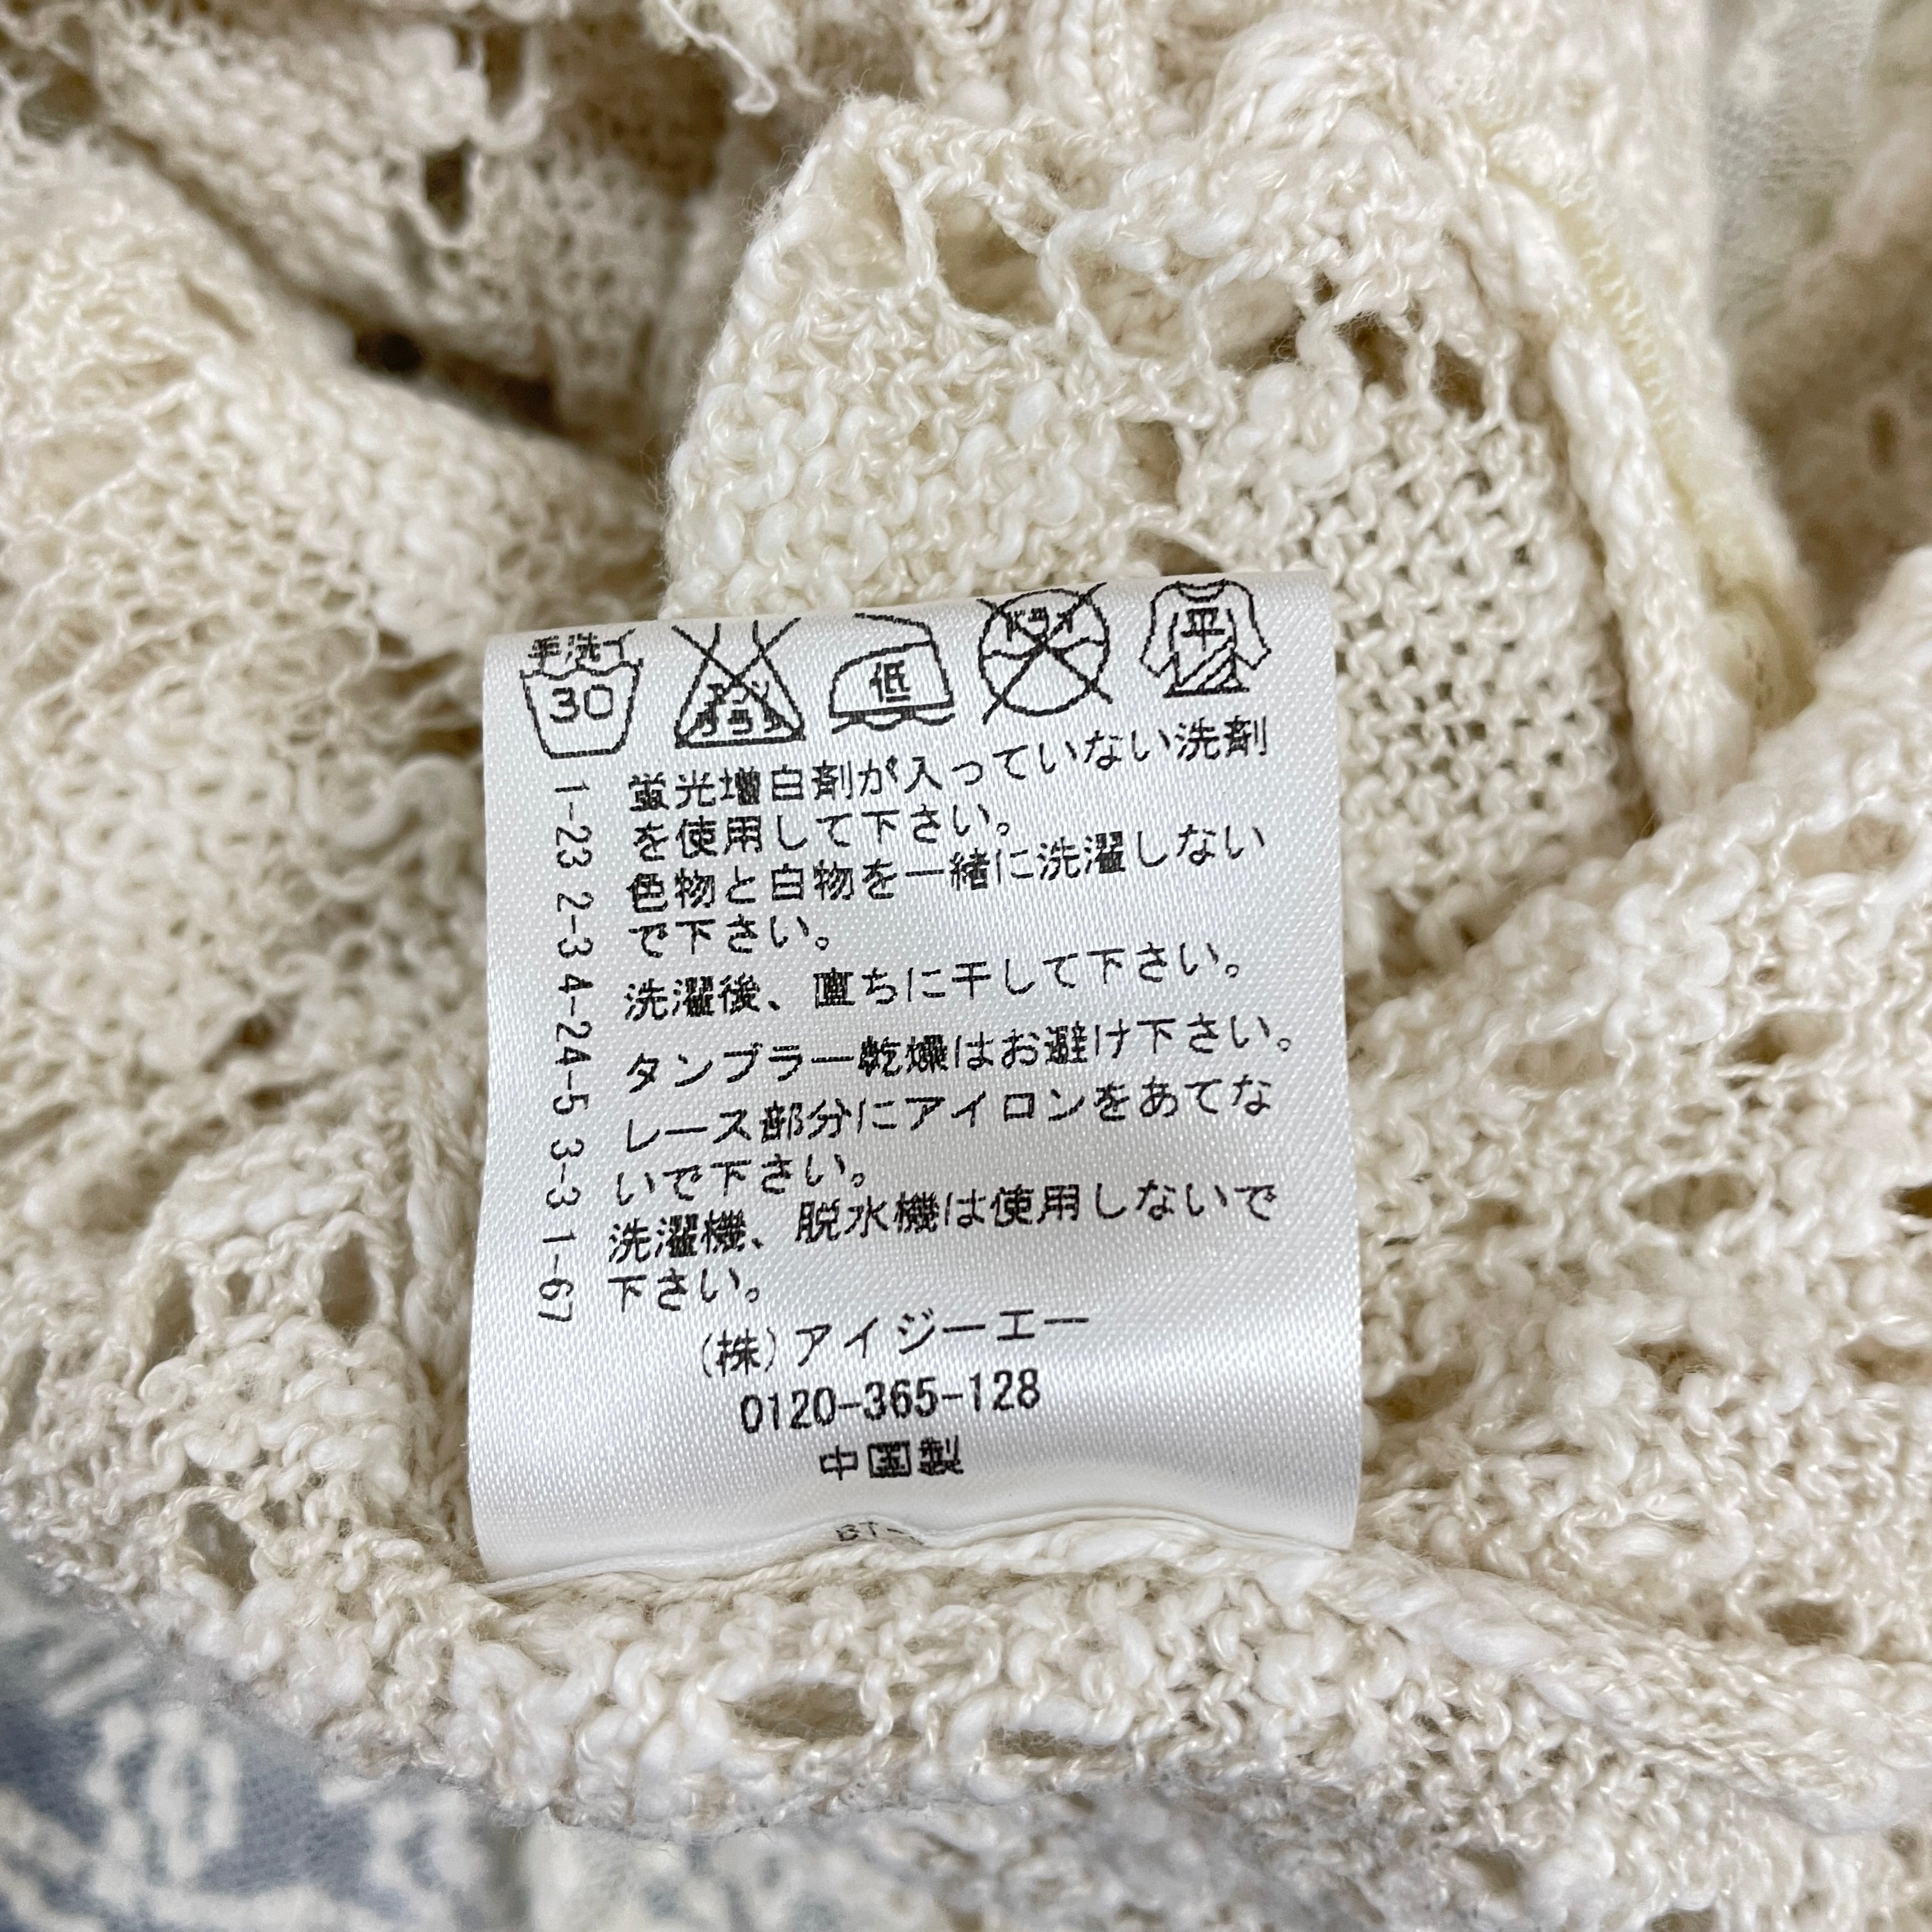 手洗イ
30
エンソ
サラシ
低
ドライ
平
蛍光増白剤が入っていない洗剤
を使用して下さい。
色物と白物を一緒に洗濯しない
で下さい。
洗濯後、直ちに干して下さい。
タンブラー乾燥はお避け下さい。
レース部分にアイロンをあてな
いで下さい。
洗濯機、脱水機は使用しないで
下さい。
1-23 2-3 4-24-5 3-3 1-67
(株)アイジーエー
0120-365-128
中国製